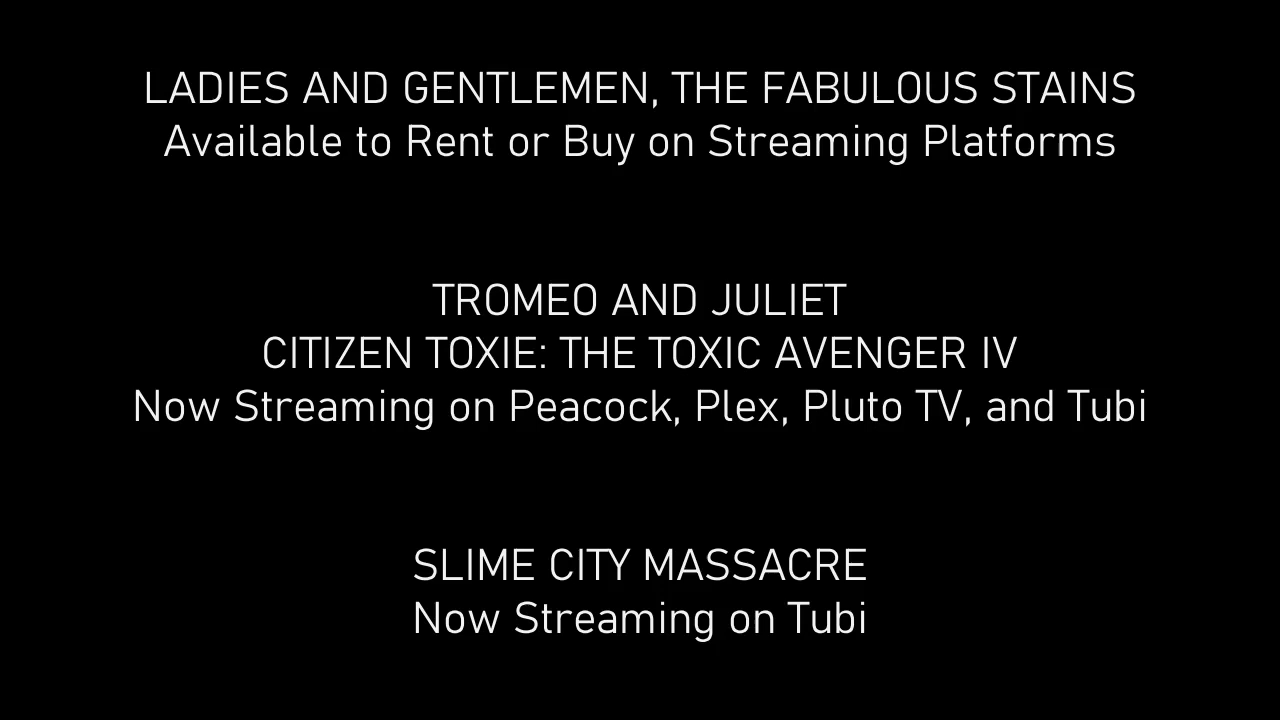 LADIES AND GENTLEMEN, THE FABULOUS STAINS
Available to Rent or Buy on Streaming Platforms
TROMEO AND JULIET
CITIZEN TOXIE: THE TOXIC AVENGER IV
Now Streaming on Peacock, Plex, Pluto TV, and Tubi
SLIME CITY MASSACRE
Now Streaming on Tubi